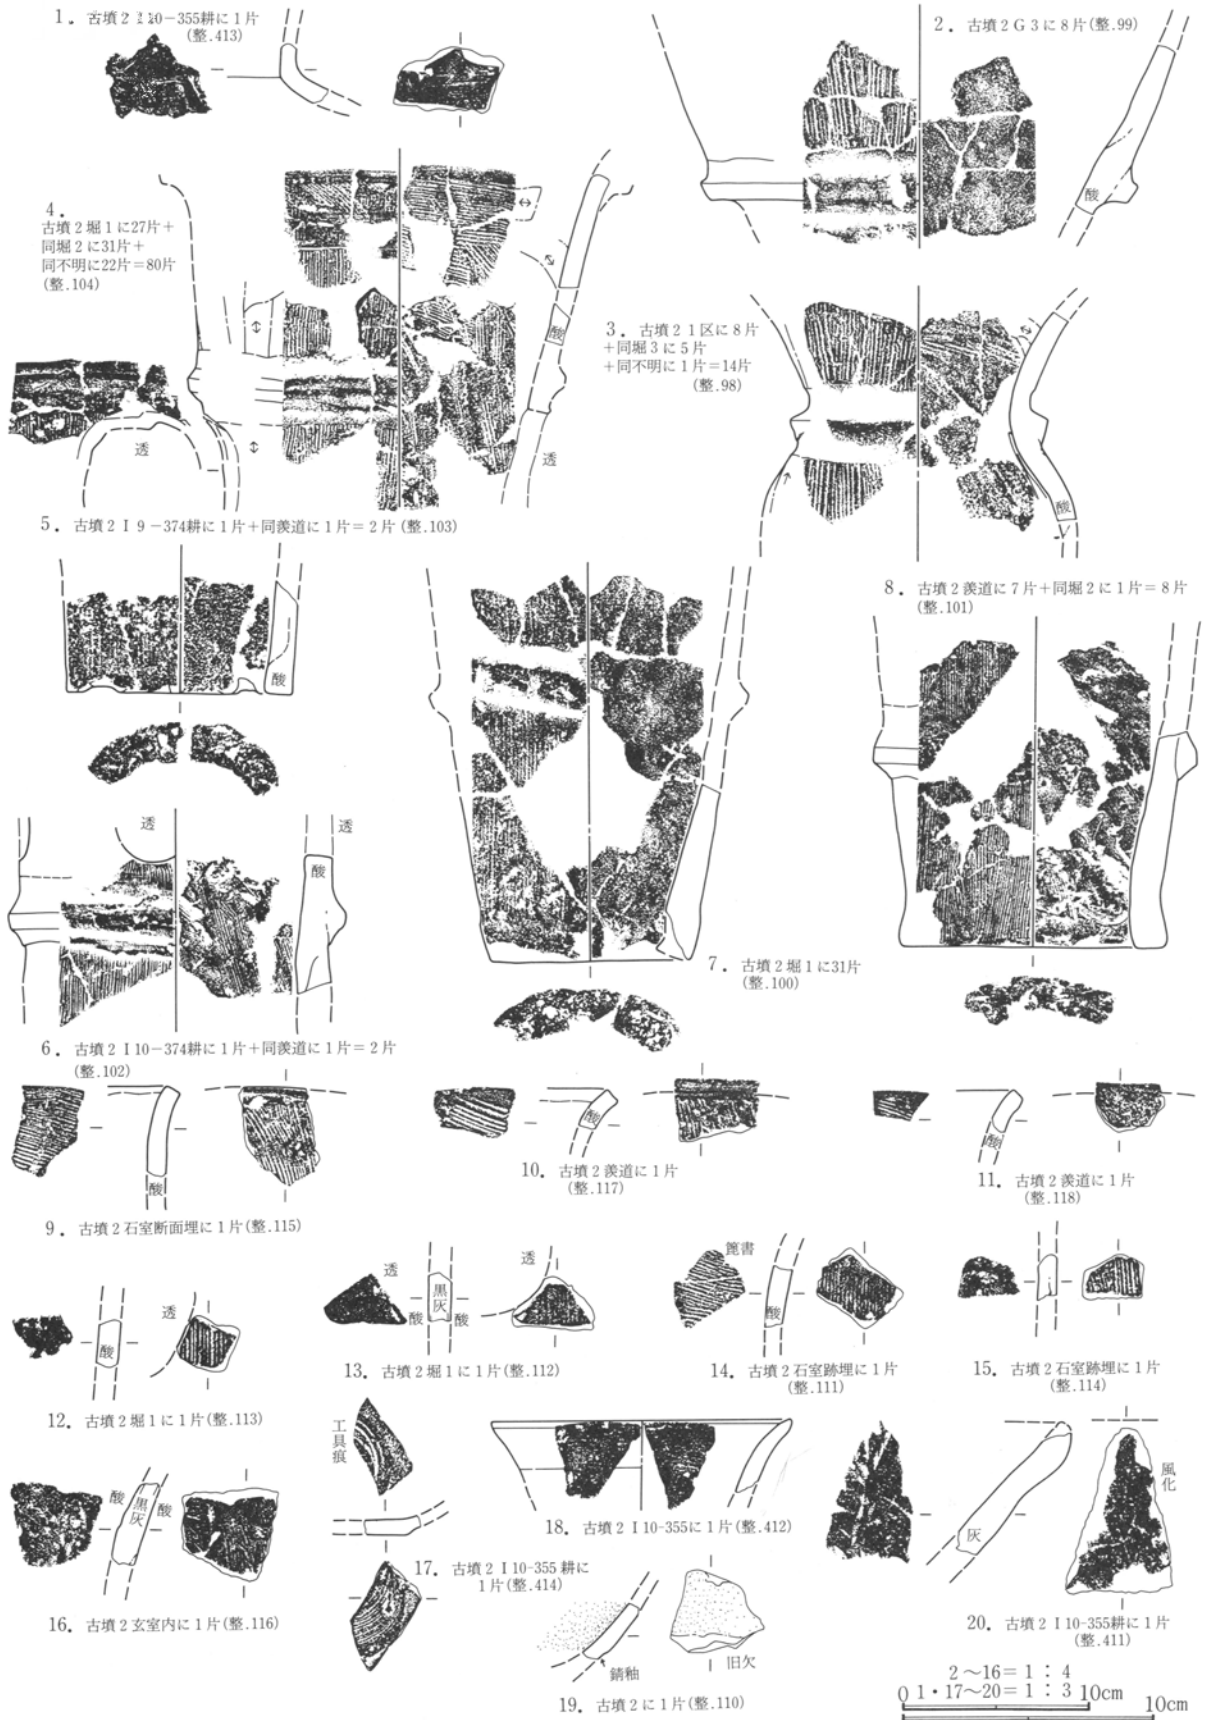 1. 古墳2 I10-355耕に1片
(整.413)
2. 古墳2 G 3に8片(整.99)
酸
4.
古墳2堀1に27片+
同堀2に31片+
同不明に22片=80片
(整.104)
酸
透
透
3. 古墳2 1区に8片
+同堀3に5片
+同不明に1片=14片
(整.98)
酸
5. 古墳2 I 9-374耕に1片+同羨道に1片=2片(整.103)
酸
8. 古墳2羨道に7片+同堀2に1片=8片
(整.101)
透
透
酸
7. 古墳2堀1に31片
(整.100)
6. 古墳2 I10-374耕に1片+同羨道に1片=2片
(整.102)
酸
9. 古墳2石室断面埋に1片(整.115)
酸
10. 古墳2羨道に1片
(整.117)
酸
11. 古墳2羨道に1片
(整.118)
酸
透
12. 古墳2堀1に1片(整.113)
透
酸
黒灰
酸
透
13. 古墳2堀1に1片(整.112)
篦書
酸
14. 古墳2石室跡埋に1片
(整.111)
15. 古墳2石室跡埋に1片
(整.114)
酸
黒灰
酸
16. 古墳2玄室内に1片(整.116)
工具痕
17. 古墳2 I10-355耕に
1片(整.414)
18. 古墳2 I10-355に1片(整.412)
錆釉
旧欠
19. 古墳2に1片(整.110)
灰
風化
20. 古墳2 I10-355耕に1片
(整.411)
2~16=1:4
0 1・17~20=1:3 10cm
10cm